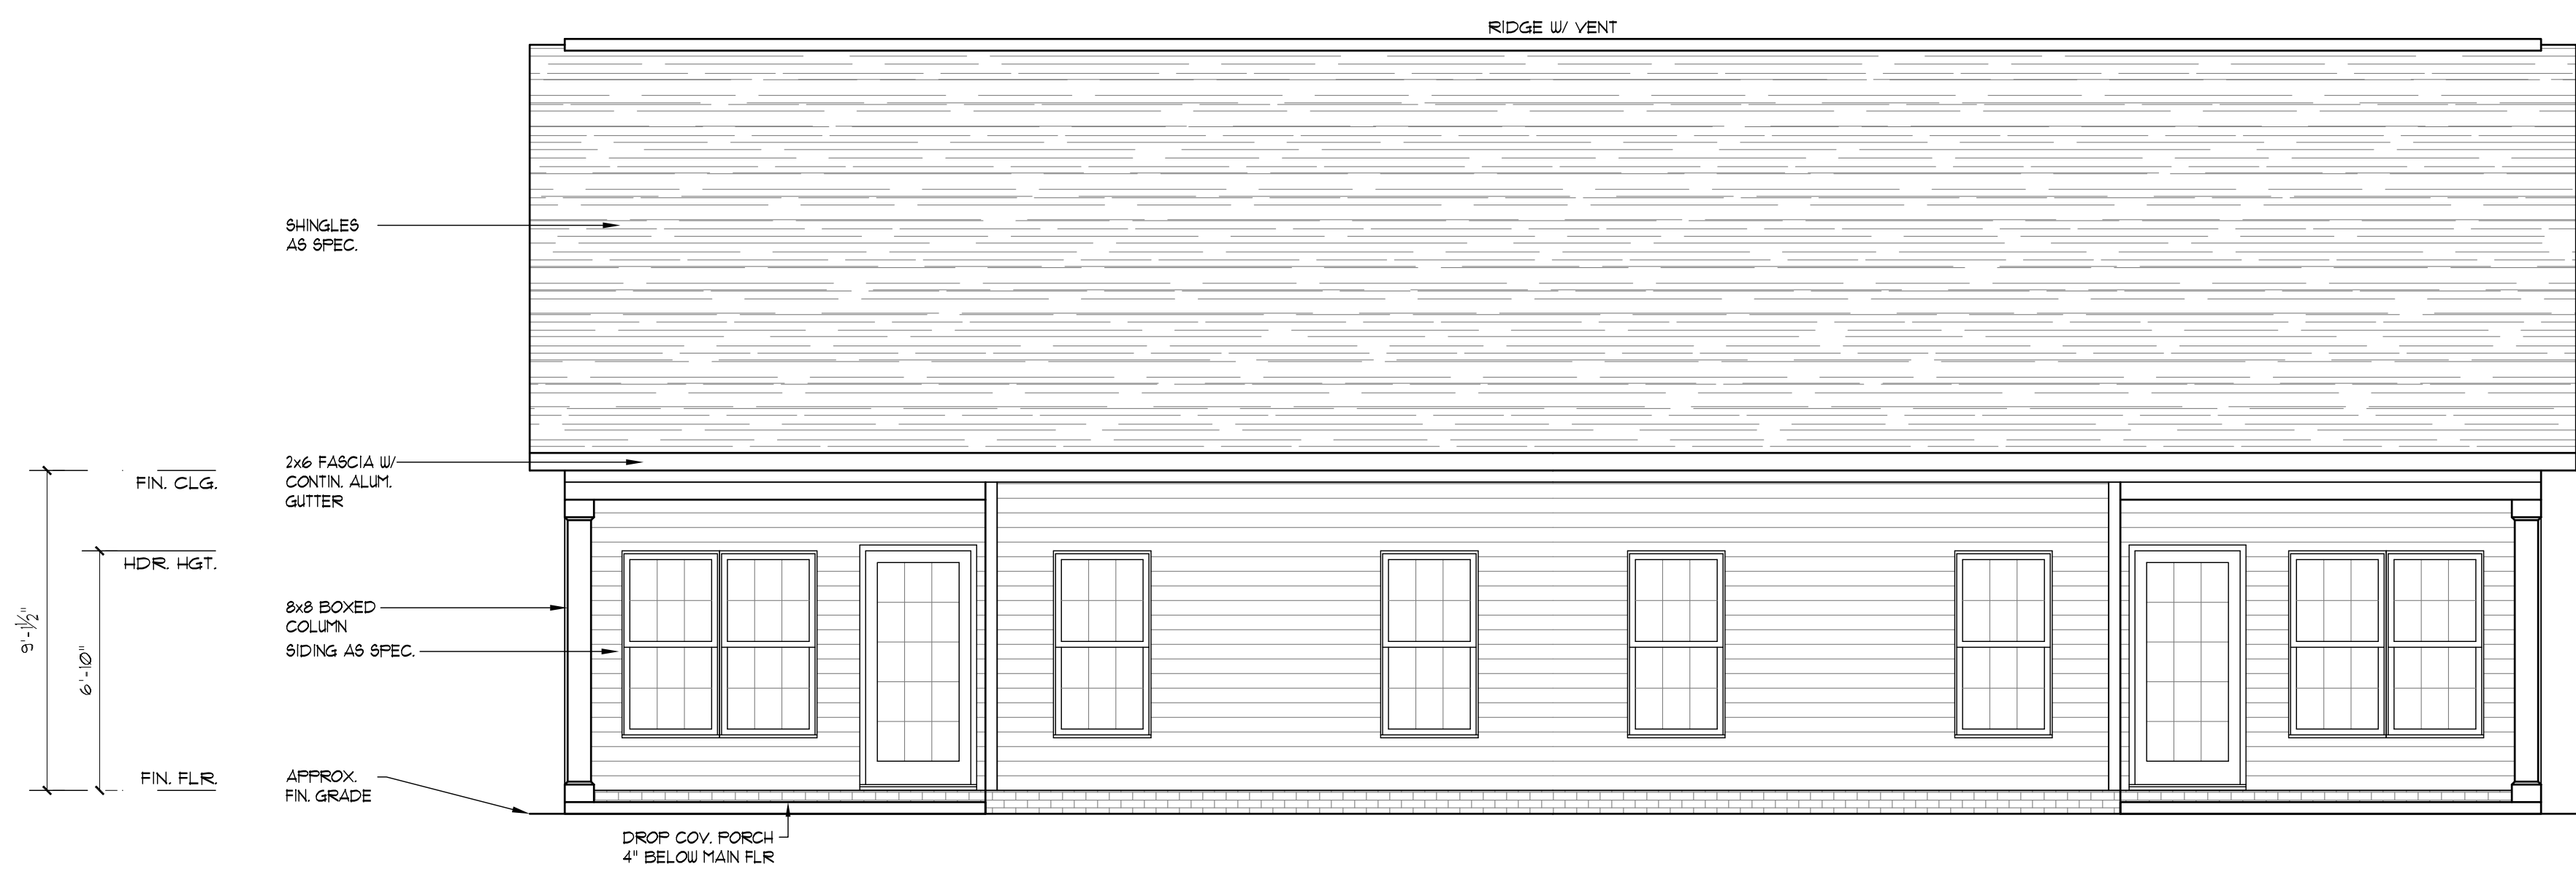 RIDGE W/ VENT
SHINGLES
AS SPEC.
2x6 FASCIA W/
CONTIN. ALUM.
GUTTER
FIN. CLG.
HDR. HGT.
8x8 BOXED
COLUMN
9'-1½"
6'-10"
SIDING AS SPEC.
FIN. FLR.
APPROX.
FIN. GRADE
DROP COV. PORCH
4" BELOW MAIN FLR